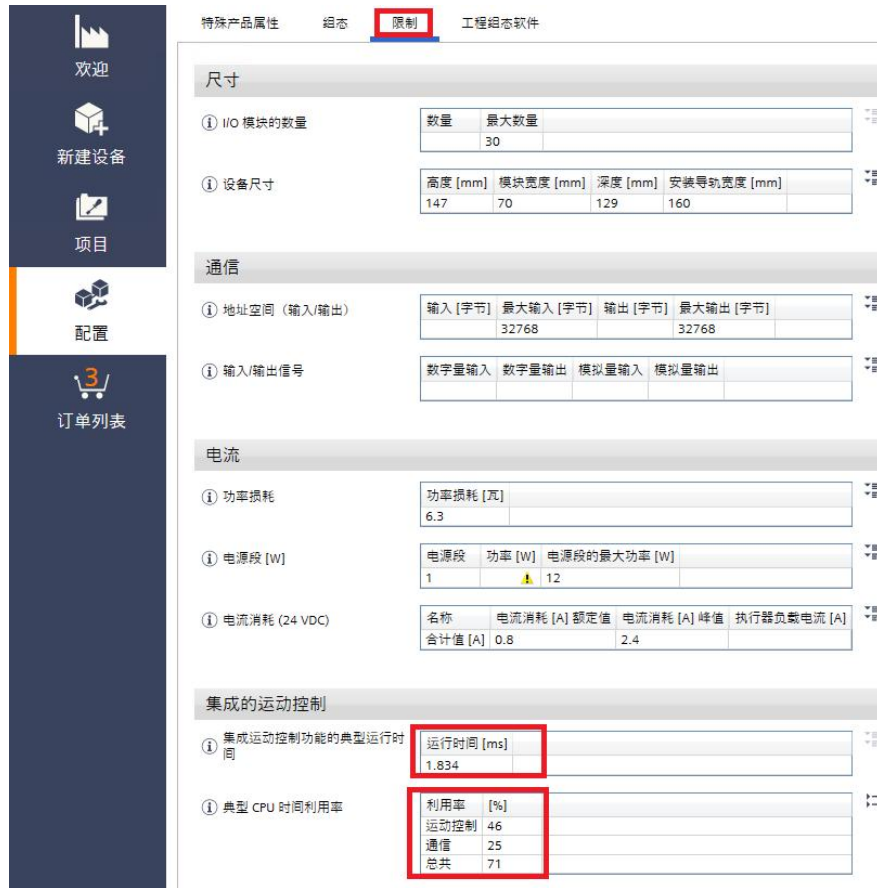 特殊产品属性 组态 限制 工程组态软件
欢迎
新建设备
项目
配置
3
订单列表
尺寸
I/O 模块的数量
数量 最大数量
30
设备尺寸
高度 [mm] 模块宽度 [mm] 深度 [mm] 安装导轨宽度 [mm]
147 70 129 160
通信
地址空间（输入/输出）
输入 [字节] 最大输入 [字节] 输出 [字节] 最大输出 [字节]
32768 32768
输入/输出信号
数字量输入 数字量输出 模拟量输入 模拟量输出
电流
功率损耗
功率损耗 [瓦]
6.3
电源段 [W]
电源段 功率 [W] 电源段的最大功率 [W]
1 12
电流消耗 (24 VDC)
名称 电流消耗 [A] 额定值 电流消耗 [A] 峰值 执行器负载电流 [A]
合计值 [A] 0.8 2.4
集成的运动控制
集成运动控制功能的典型运行时
间
运行时间 [ms]
1.834
典型 CPU 时间利用率
利用率 [%]
运动控制 46
通信 25
总共 71